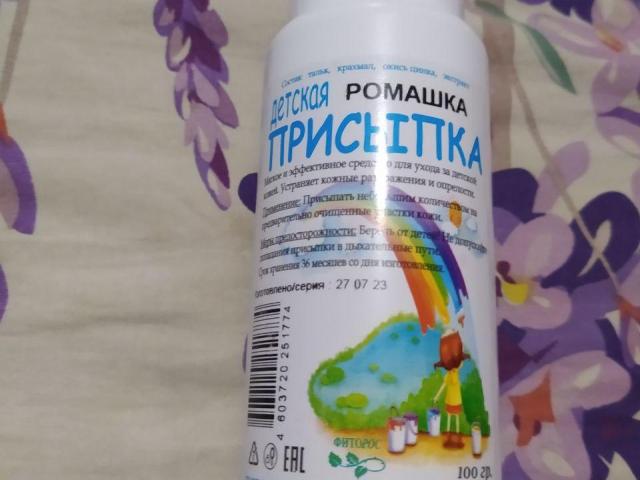 Состав: тальк, крахмал, окись цинка, экстракт
детская РОМАШКА
ПРИСЫПКА
Мягкое и эффективное средство для ухода за детской
кожей. Устраняет кожные раздражения и опрелости.
Применение: Присыпать небольшим количеством на
предварительно очищенные участки кожи.
Меры предосторожности: Беречь от детей! Не допускать
попадания присыпки в дыхательные пути.
Срок хранения 36 месяцев со дня изготовления.
Изготовлено/серия : 27 07 23
4 603720 251774
ФИТОРОС
EAC
100 гр.